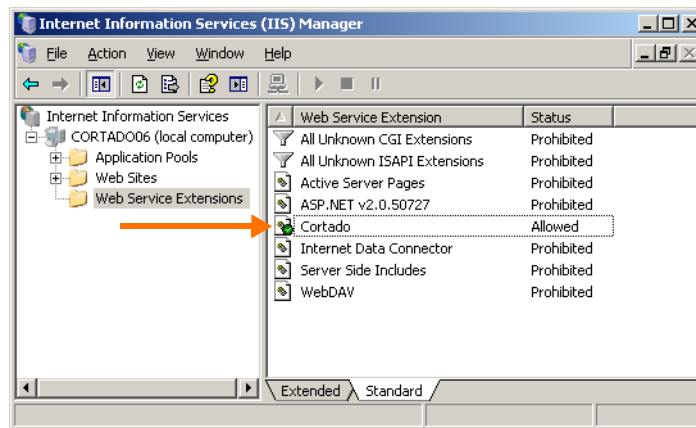 Internet Information Services (IIS) Manager
File Action View Window Help
Internet Information Services
CORTADO06 (local computer)
Application Pools
Web Sites
Web Service Extensions
Web Service Extension Status
All Unknown CGI Extensions Prohibited
All Unknown ISAPI Extensions Prohibited
Active Server Pages Prohibited
ASP.NET v2.0.50727 Prohibited
Cortado Allowed
Internet Data Connector Prohibited
Server Side Includes Prohibited
WebDAV Prohibited
Extended Standard